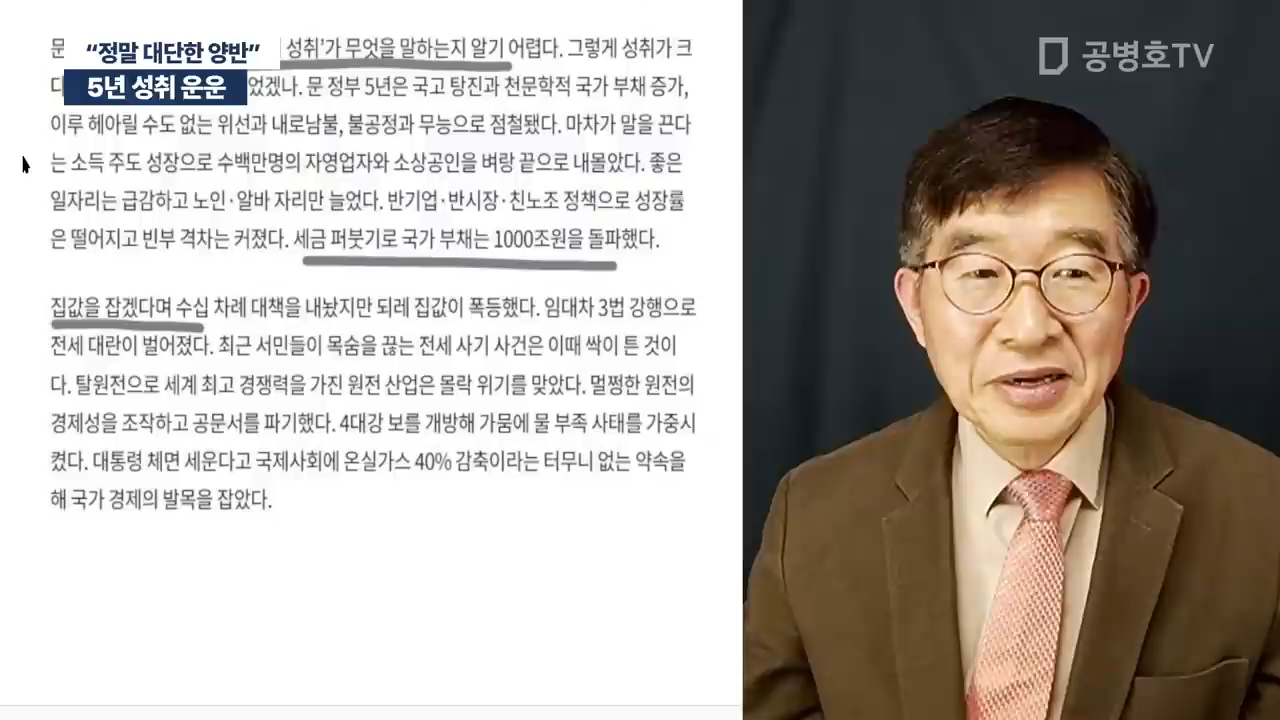 “정말 대단한 양반”
5년 성취 운운
공병호TV
문 성취’가 무엇을 말하는지 알기 어렵다. 그렇게 성취가 크
었겠나. 문 정부 5년은 국고 탕진과 천문학적 국가 부채 증가,
이루 헤아릴 수도 없는 위선과 내로남불, 불공정과 무능으로 점철됐다. 마차가 말을 끈다
는 소득 주도 성장으로 수백만명의 자영업자와 소상공인을 벼랑 끝으로 내몰았다. 좋은
일자리는 급감하고 노인·알바 자리만 늘었다. 반기업·반시장·친노조 정책으로 성장률
은 떨어지고 빈부 격차는 커졌다. 세금 퍼붓기로 국가 부채는 1000조원을 돌파했다.
집값을 잡겠다며 수십 차례 대책을 내놨지만 되레 집값이 폭등했다. 임대차 3법 강행으로
전세 대란이 벌어졌다. 최근 서민들이 목숨을 끊는 전세 사기 사건은 이때 싹이 튼 것이
다. 탈원전으로 세계 최고 경쟁력을 가진 원전 산업은 몰락 위기를 맞았다. 멀쩡한 원전의
경제성을 조작하고 공문서를 파기했다. 4대강 보를 개방해 가뭄에 물 부족 사태를 가중시
켰다. 대통령 체면 세운다고 국제사회에 온실가스 40% 감축이라는 터무니 없는 약속을
해 국가 경제의 발목을 잡았다.